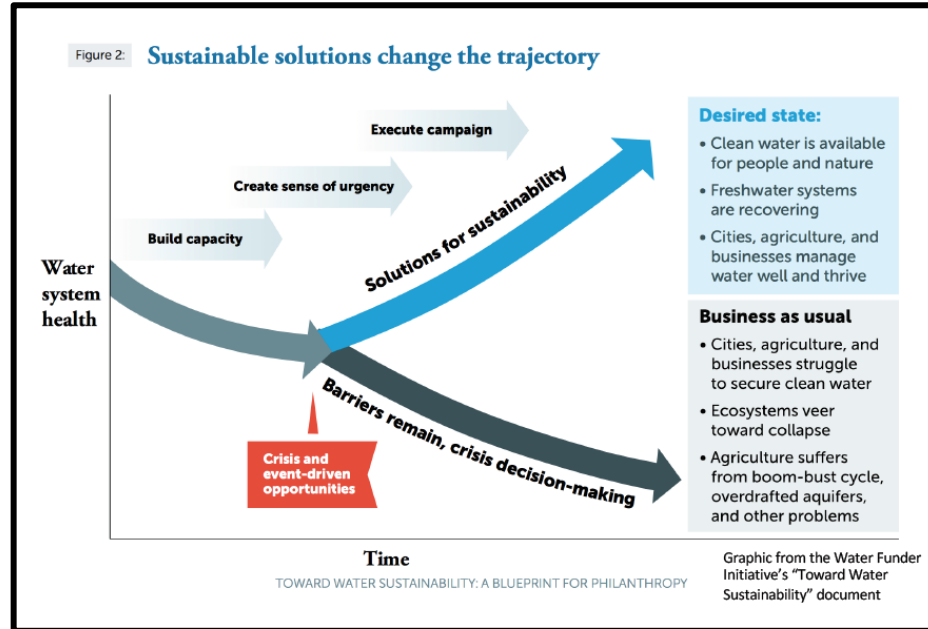 Figure 2:
Sustainable solutions change the trajectory
Execute campaign
Create sense of urgency
Build capacity
Water
system
health
Solutions for sustainability
Barriers remain, crisis decision-making
Crisis and
event-driven
opportunities
Desired state:
• Clean water is available
for people and nature
• Freshwater systems
are recovering
• Cities, agriculture, and
businesses manage
water well and thrive
Business as usual
• Cities, agriculture, and
businesses struggle
to secure clean water
• Ecosystems veer
toward collapse
• Agriculture suffers
from boom-bust cycle,
overdrafted aquifers,
and other problems
Time
TOWARD WATER SUSTAINABILITY: A BLUEPRINT FOR PHILANTHROPY
Graphic from the Water Funder
Initiative's “Toward Water
Sustainability” document